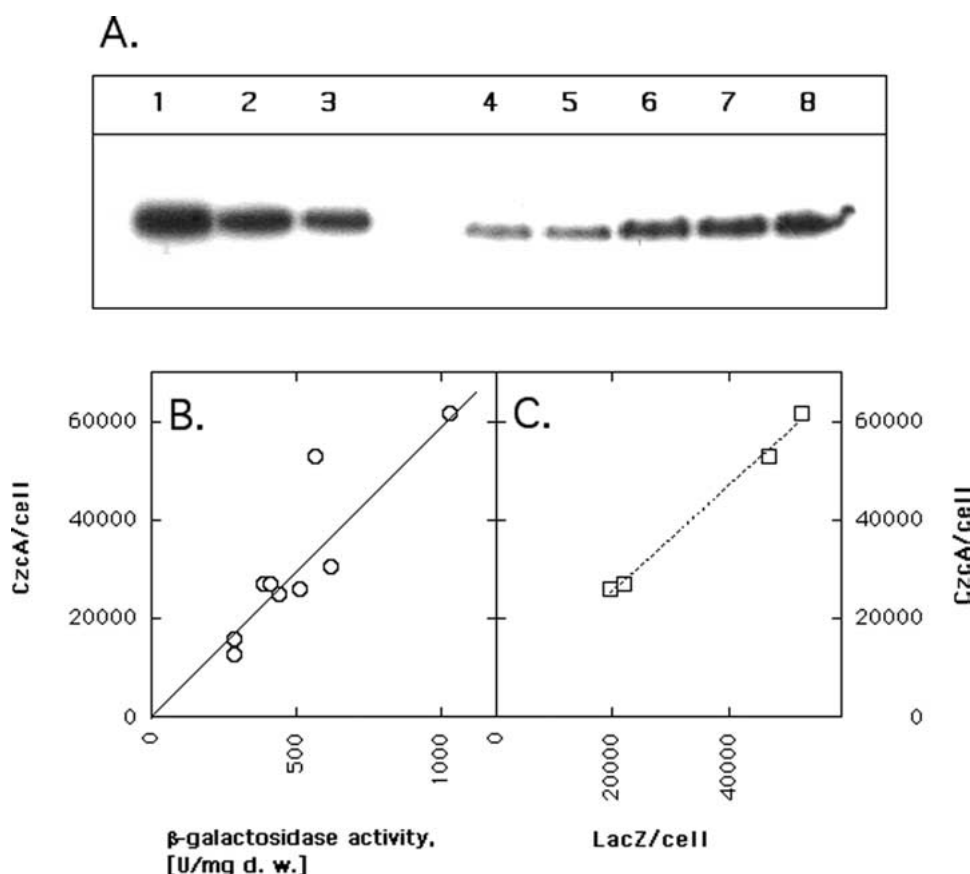 A.
1 2 3 4 5 6 7 8
B.
C.
60000
40000
20000
0
CzcA/cell
0 500 1000
β-galactosidase activity,
[U/mg d. w.]
0 20000 40000
LacZ/cell
60000
40000
20000
0
CzcA/cell